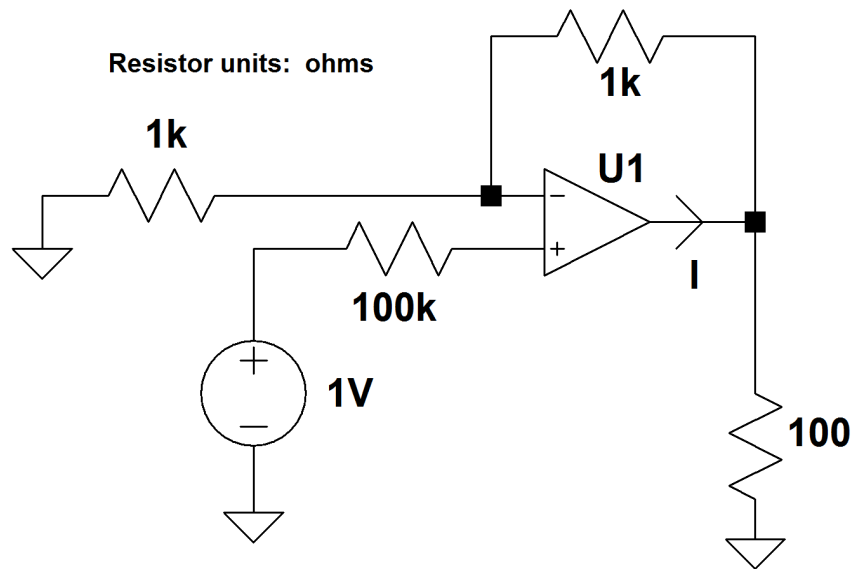 Resistor units:  ohms
1k
1k
U1
−
+
I
100k
+
1V
−
100